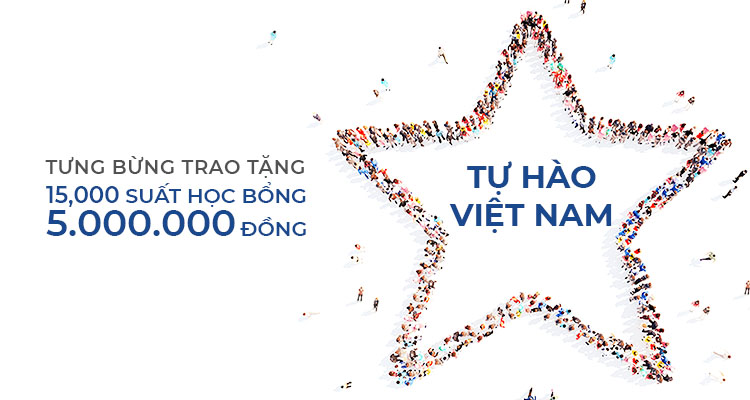 TƯNG BỪNG TRAO TẶNG
15,000 SUẤT HỌC BỔNG
5.000.000 ĐỒNG
TỰ HÀO
VIỆT NAM